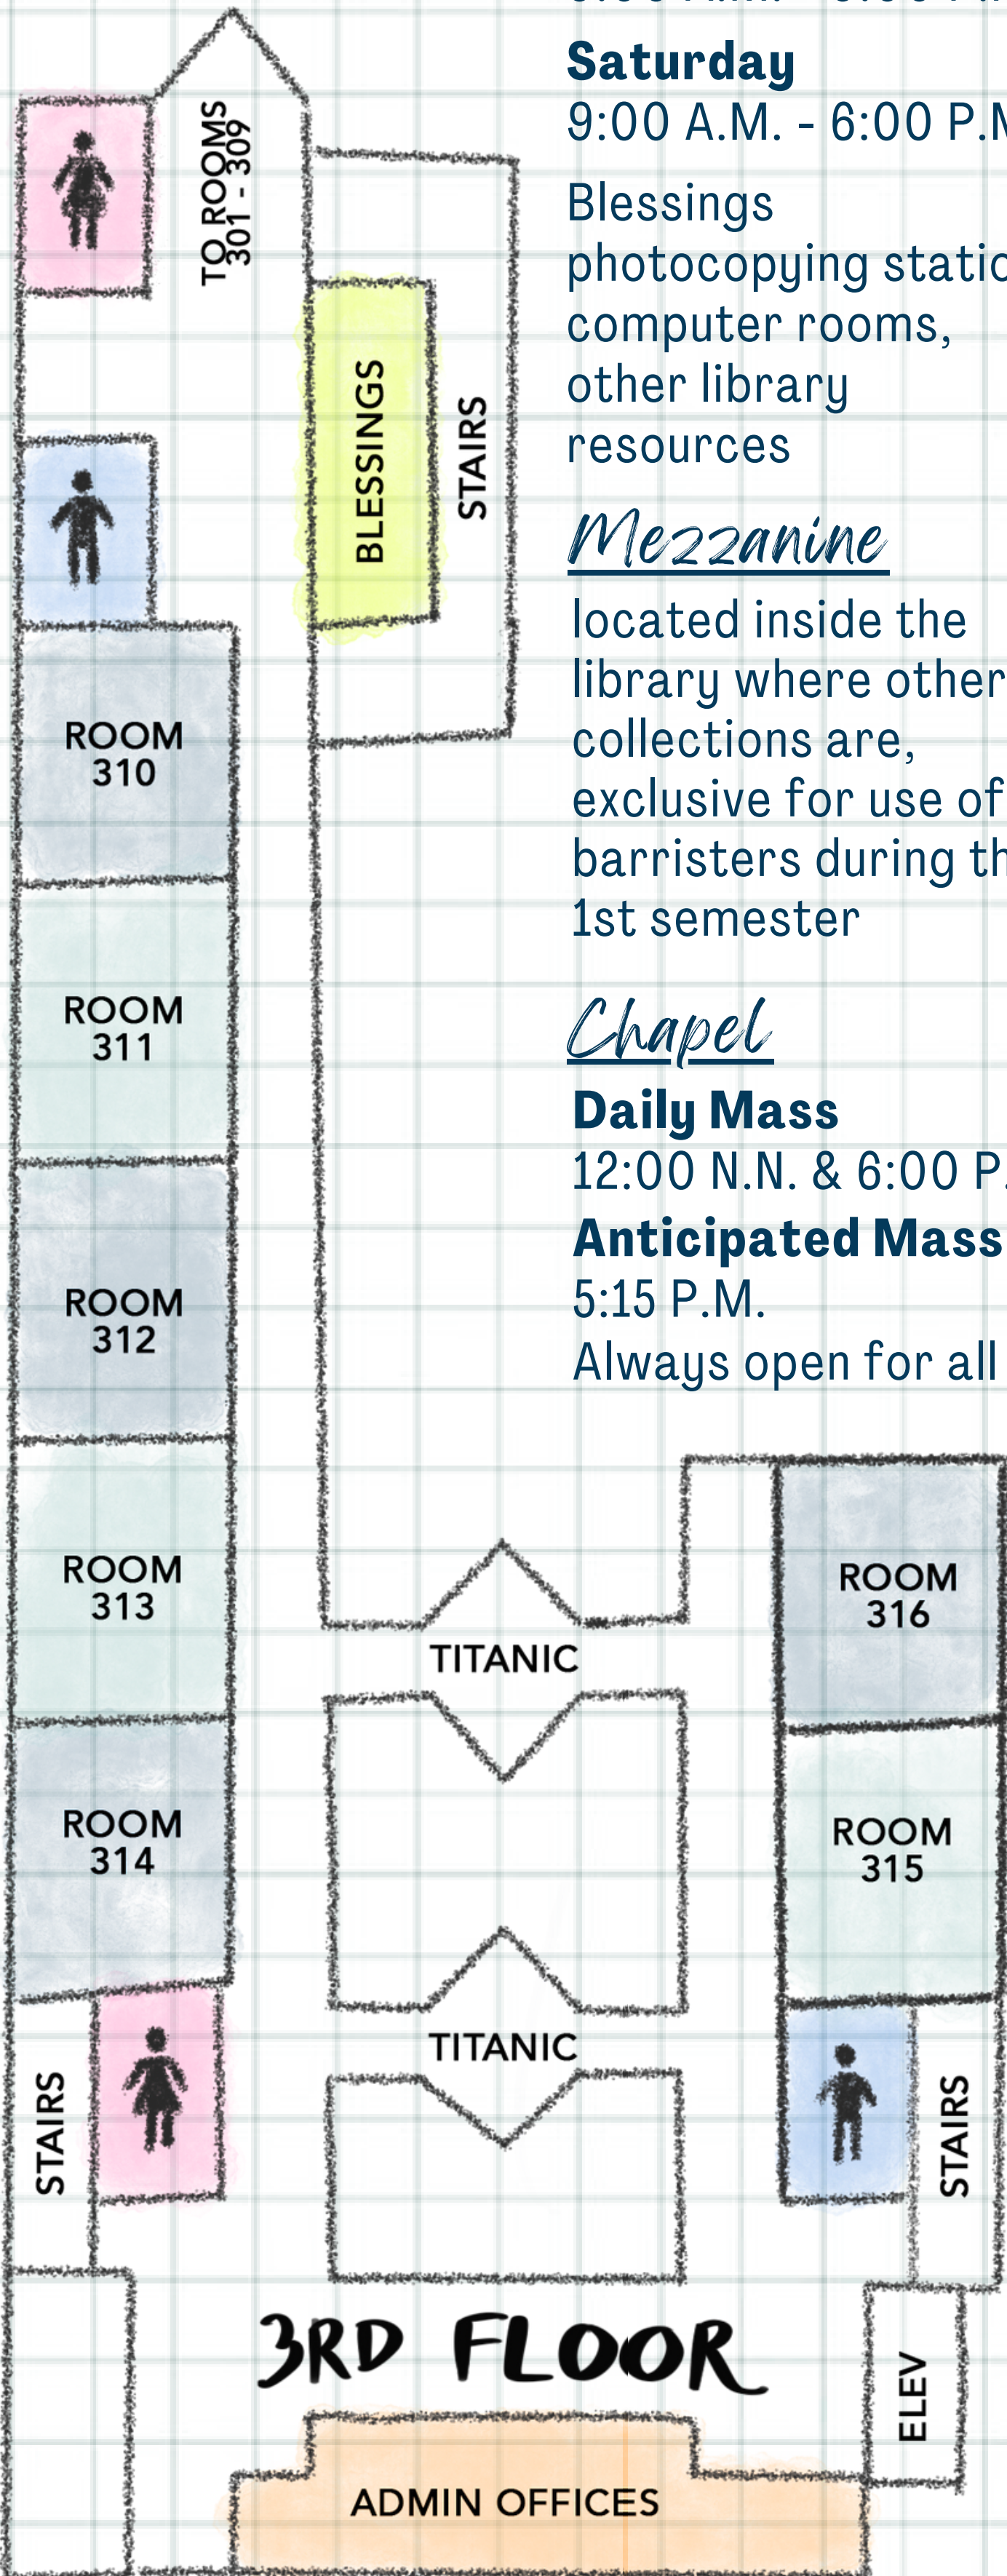 Saturday
9:00 A.M. - 6:00 P.M
Blessings
photocopying static
computer rooms,
other library
resources
Mezzanine
located inside the
library where other
collections are,
exclusive for use of
barristers during th
1st semester
Chapel
Daily Mass
12:00 N.N. & 6:00 P.
Anticipated Mass
5:15 P.M.
Always open for all
TO ROOMS
301 - 309
BLESSINGS
STAIRS
ROOM
310
ROOM
311
ROOM
312
ROOM
313
ROOM
314
TITANIC
ROOM
316
ROOM
315
TITANIC
STAIRS
STAIRS
3RD FLOOR
ELEV
ADMIN OFFICES